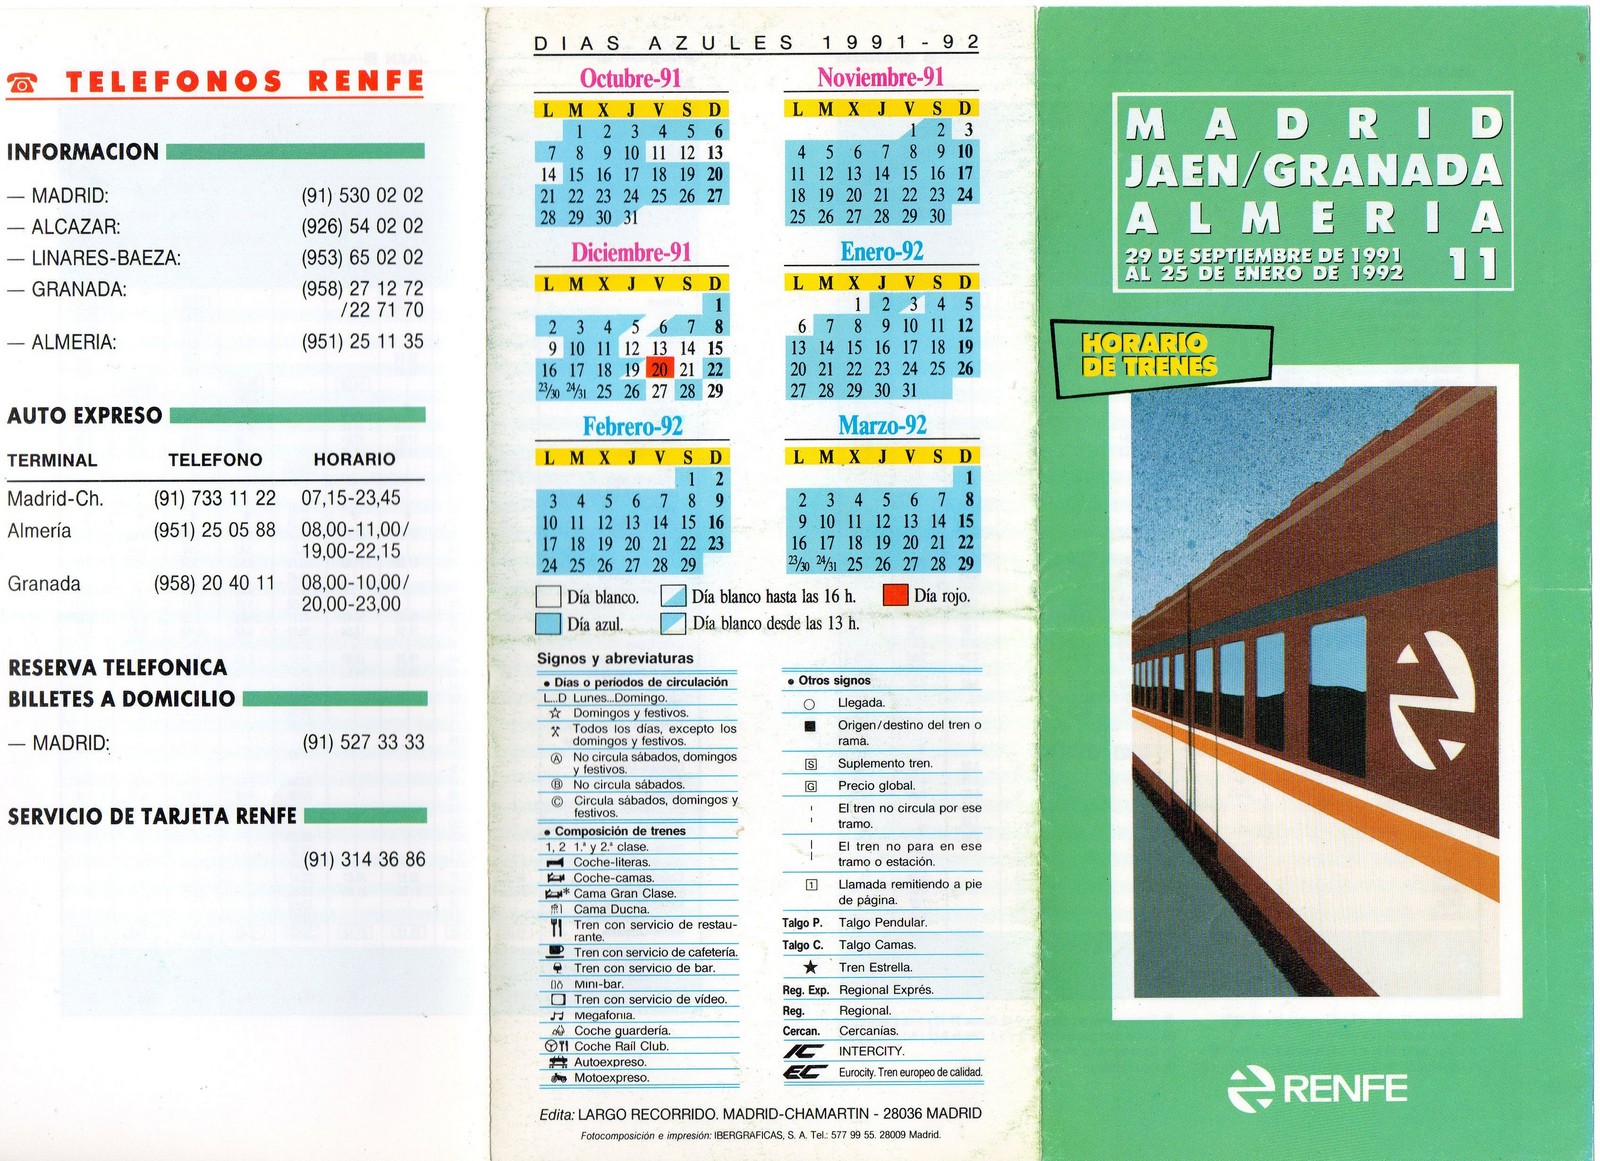 TELEFONOS RENFE
INFORMACION
— MADRID: (91) 530 02 02
— ALCAZAR: (926) 54 02 02
— LINARES-BAEZA: (953) 65 02 02
— GRANADA: (958) 27 12 72
/22 71 70
— ALMERIA: (951) 25 11 35
AUTO EXPRESO
TERMINAL TELEFONO HORARIO
Madrid-Ch. (91) 733 11 22 07,15-23,45
Almería (951) 25 05 88 08,00-11,00/
19,00-22,15
Granada (958) 20 40 11 08,00-10,00/
20,00-23,00
RESERVA TELEFONICA
BILLETES A DOMICILIO
— MADRID: (91) 527 33 33
SERVICIO DE TARJETA RENFE
(91) 314 36 86
DIAS AZULES 1991-92
Octubre-91
L M X J V S D
1 2 3 4 5 6
7 8 9 10 11 12 13
14 15 16 17 18 19 20
21 22 23 24 25 26 27
28 29 30 31
Noviembre-91
L M X J V S D
1 2 3
4 5 6 7 8 9 10
11 12 13 14 15 16 17
18 19 20 21 22 23 24
25 26 27 28 29 30
Diciembre-91
L M X J V S D
1
2 3 4 5 6 7 8
9 10 11 12 13 14 15
16 17 18 19 20 21 22
23/30 24/31 25 26 27 28 29
Enero-92
L M X J V S D
1 2 3 4 5
6 7 8 9 10 11 12
13 14 15 16 17 18 19
20 21 22 23 24 25 26
27 28 29 30 31
Febrero-92
L M X J V S D
1 2
3 4 5 6 7 8 9
10 11 12 13 14 15 16
17 18 19 20 21 22 23
24 25 26 27 28 29
Marzo-92
L M X J V S D
1
2 3 4 5 6 7 8
9 10 11 12 13 14 15
16 17 18 19 20 21 22
23/30 24/31 25 26 27 28 29
Día blanco. Día blanco hasta las 16 h. Día rojo.
Día azul. Día blanco desde las 13 h.
Signos y abreviaturas
● Días o períodos de circulación
L...D Lunes...Domingo.
☆ Domingos y festivos.
Todos los días, excepto los
domingos y festivos.
Ⓐ No circula sábados, domingos
y festivos.
Ⓑ No circula sábados.
Ⓒ Circula sábados, domingos y
festivos.
● Composición de trenes
1, 2 1.ª y 2.ª clase.
Coche-literas.
Coche-camas.
* Cama Gran Clase.
Cama Ducha.
Tren con servicio de restau-
rante.
Tren con servicio de cafetería.
Tren con servicio de bar.
Mini-bar.
Tren con servicio de vídeo.
Megafonía.
Coche guardería.
Coche Raíl Club.
Autoexpreso.
Motoexpreso.
● Otros signos
○ Llegada.
■ Origen/destino del tren o
rama.
S Suplemento tren.
G Precio global.
El tren no circula por ese
tramo.
El tren no para en ese
tramo o estación.
1 Llamada remitiendo a pie
de página.
Talgo P. Talgo Pendular.
Talgo C. Talgo Camas.
★ Tren Estrella.
Reg. Exp. Regional Exprés.
Reg. Regional.
Cercan. Cercanías.
IC INTERCITY.
EC Eurocity. Tren europeo de calidad.
Edita: LARGO RECORRIDO. MADRID-CHAMARTIN - 28036 MADRID
Fotocomposición e impresión: IBERGRAFICAS, S. A. Tel.: 577 99 55. 28009 Madrid.
MADRID
JAEN/GRANADA
ALMERIA
29 DE SEPTIEMBRE DE 1991
AL 25 DE ENERO DE 1992 11
HORARIO
DE TRENES
RENFE